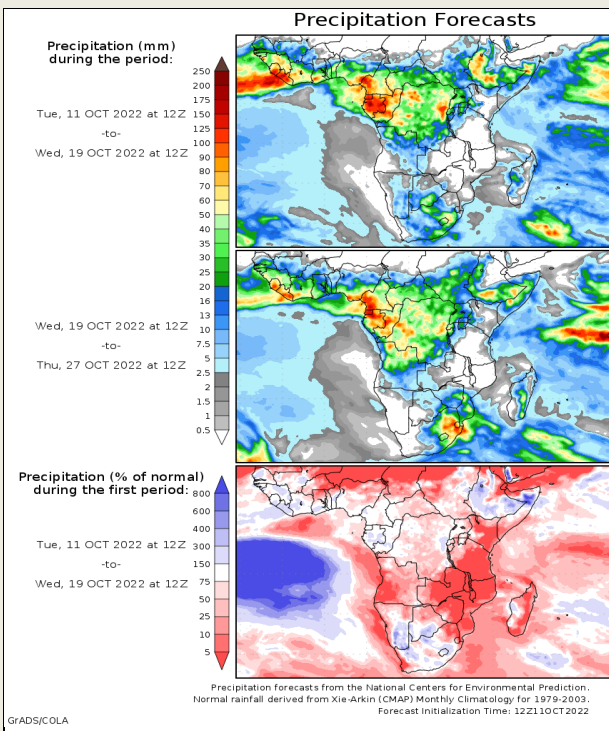 Precipitation Forecasts
Precipitation (mm)
during the period:
Tue, 11 OCT 2022 at 12Z
-to-
Wed, 19 OCT 2022 at 12Z
250
200
175
150
125
100
90
80
70
60
50
40
35
30
25
20
16
13
10
7.5
5
2.5
2
1.5
1
0.5
Wed, 19 OCT 2022 at 12Z
-to-
Thu, 27 OCT 2022 at 12Z
Precipitation (% of normal)
during the first period:
Tue, 11 OCT 2022 at 12Z
-to-
Wed, 19 OCT 2022 at 12Z
800
600
400
300
150
75
50
25
10
5
Precipitation forecasts from the National Centers for Environmental Prediction.
Normal rainfall derived from Xie-Arkin (CMAP) Monthly Climatology for 1979-2003.
Forecast Initialization Time: 12Z11OCT2022
GrADS/COLA